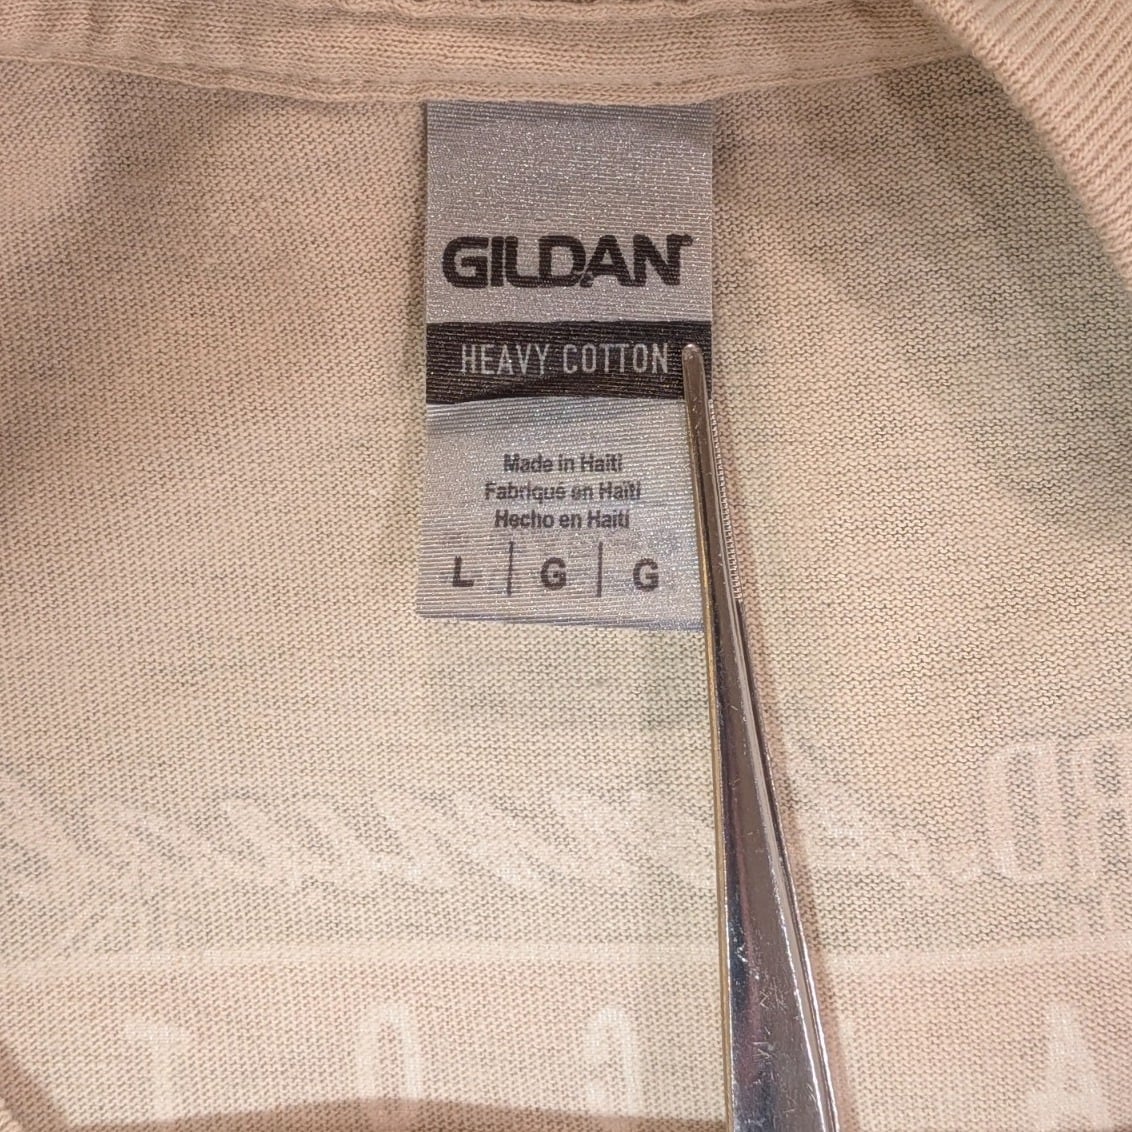 GILDAN
HEAVY COTTON
Made in Haiti
Fabriqué en Haïti
Hecho en Haití
L | G | G